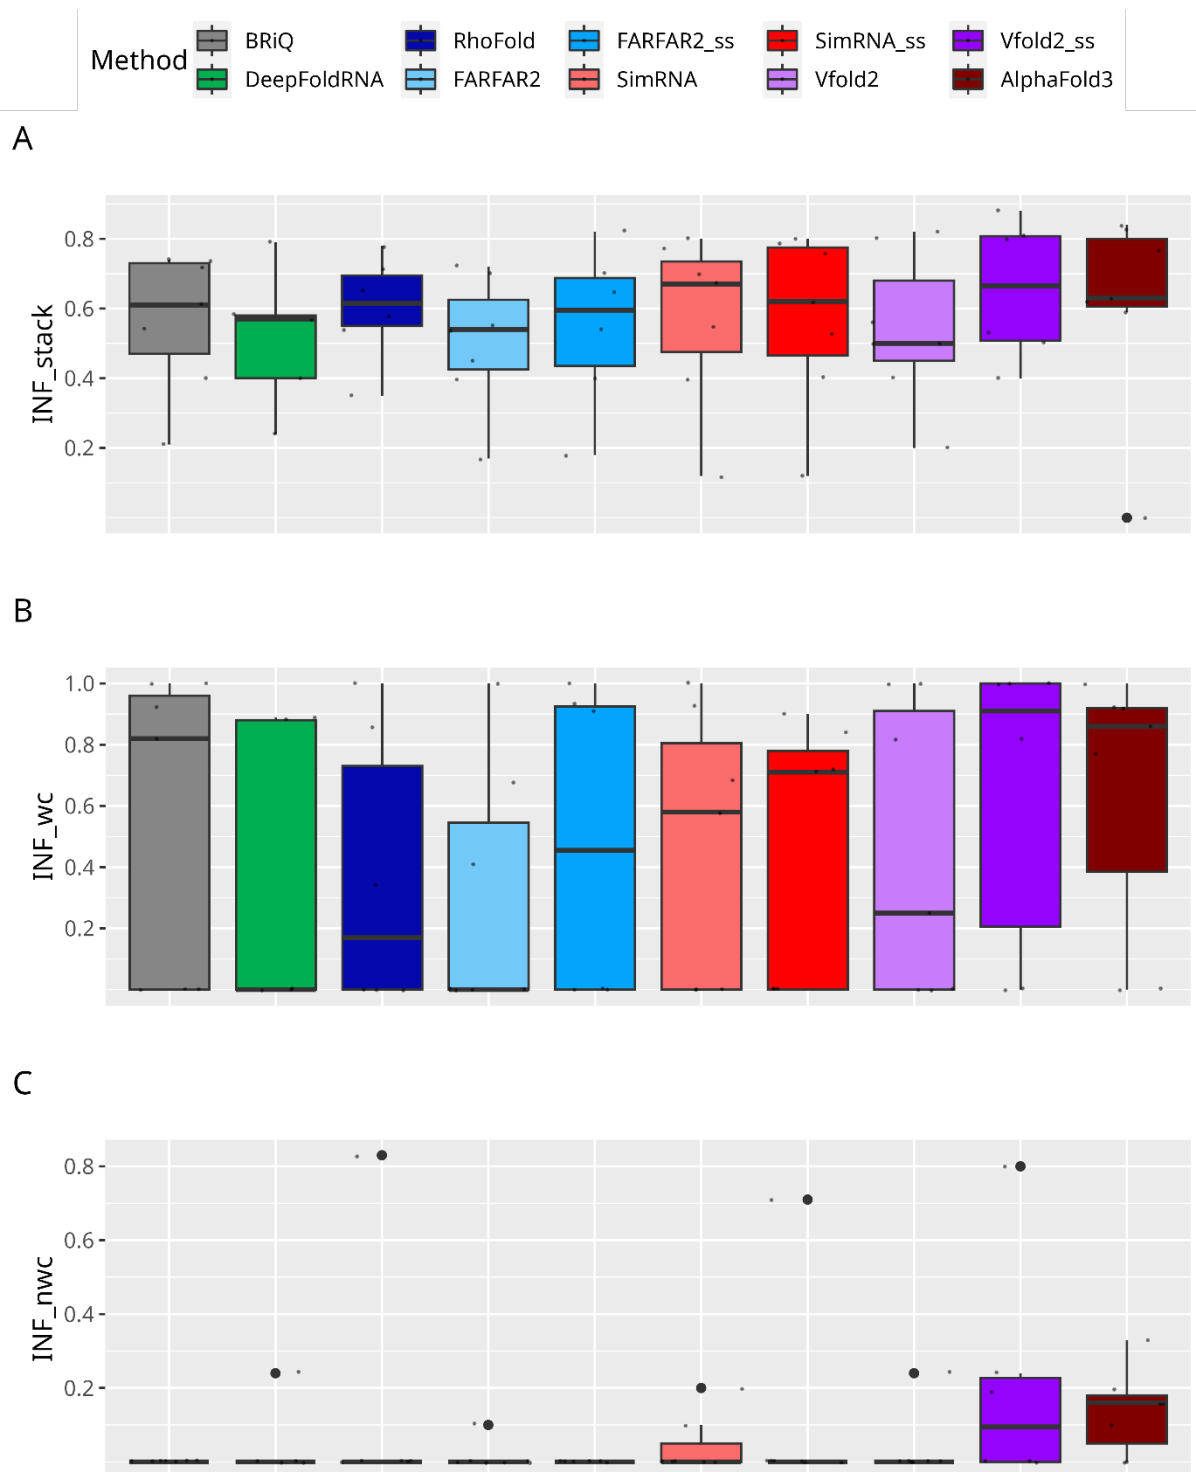 Method BRiQ RhoFold FARFAR2_ss SimRNA_ss Vfold2_ss
DeepFoldRNA FARFAR2 SimRNA Vfold2 AlphaFold3
A
INF_stack
0.8
0.6
0.4
0.2
B
INF_wc
1.0
0.8
0.6
0.4
0.2
C
INF_nwc
0.8
0.6
0.4
0.2